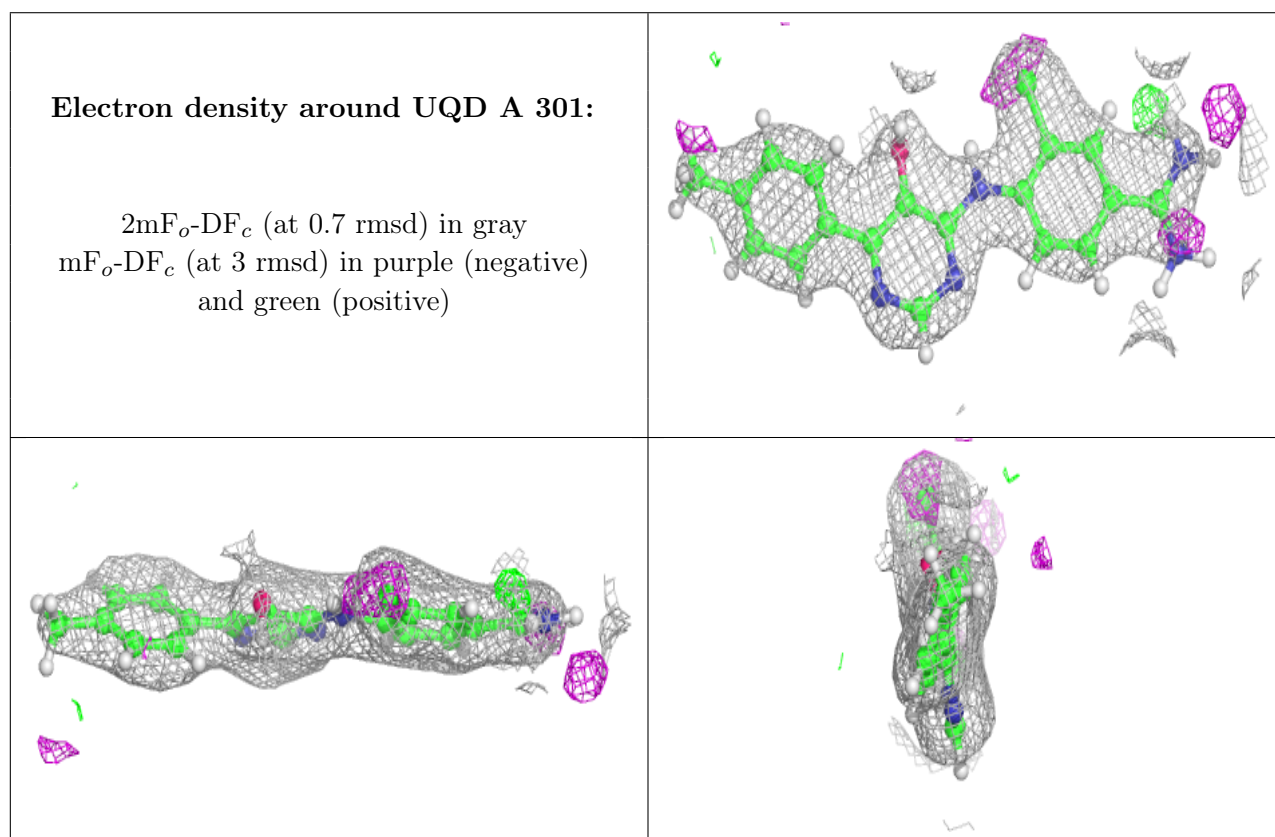 Electron density around UQD A 301:
2mFo-DFc (at 0.7 rmsd) in gray
mFo-DFc (at 3 rmsd) in purple (negative)
and green (positive)